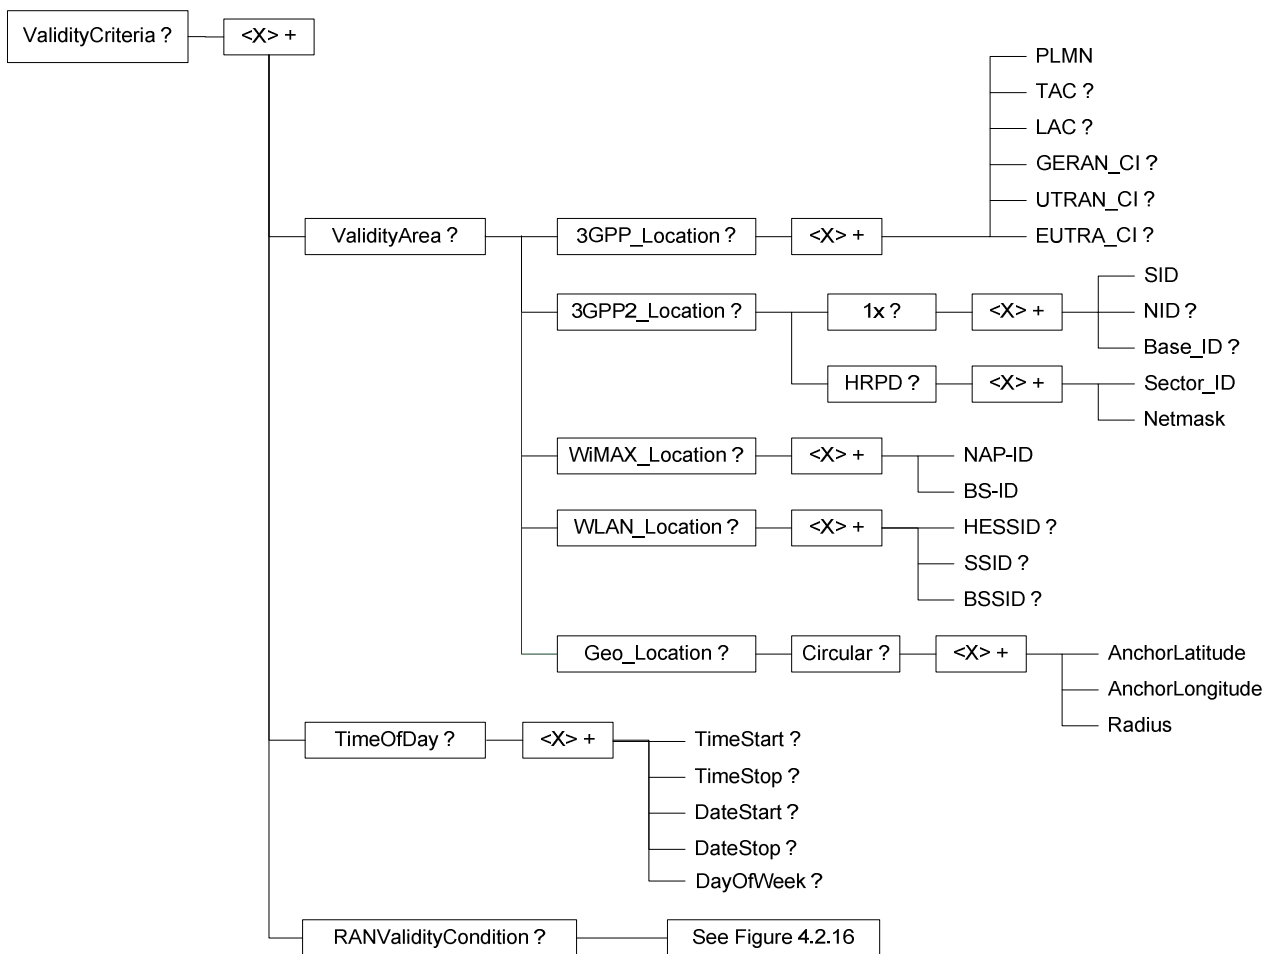 ValidityCriteria ?
<X> +
PLMN
TAC ?
LAC ?
GERAN_CI ?
UTRAN_CI ?
ValidityArea ?
3GPP_Location ?
<X> +
EUTRA_CI ?
SID
3GPP2_Location ?
1x ?
<X> +
NID ?
Base_ID ?
HRPD ?
<X> +
Sector_ID
Netmask
WiMAX_Location ?
<X> +
NAP-ID
BS-ID
WLAN_Location ?
<X> +
HESSID ?
SSID ?
BSSID ?
Geo_Location ?
Circular ?
<X> +
AnchorLatitude
AnchorLongitude
Radius
TimeOfDay ?
<X> +
TimeStart ?
TimeStop ?
DateStart ?
DateStop ?
DayOfWeek ?
RANValidityCondition ?
See Figure 4.2.16